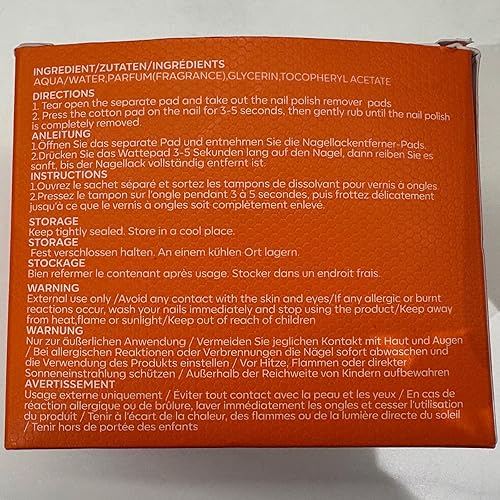 INGREDIENT/ZUTATEN/INGRÉDIENTS
AQUA/WATER,PARFUM(FRAGRANCE),GLYCERIN,TOCOPHERYL ACETATE
DIRECTIONS
1. Tear open the separate pad and take out the nail polish remover pads
2. Press the cotton pad on the nail for 3-5 seconds, then gently rub until the nail polish
is completely removed.
ANLEITUNG
1.Öffnen Sie das separate Pad und entnehmen Sie die Nagellackentferner-Pads.
2.Drücken Sie das Wattepad 3-5 Sekunden lang auf den Nagel, dann reiben Sie es
sanft, bis der Nagellack vollständig entfernt ist.
INSTRUCTIONS
1.Ouvrez le sachet séparé et sortez les tampons de dissolvant pour vernis à ongles.
2.Pressez le tampon sur l'ongle pendant 3 à 5 secondes, puis frottez délicatement
jusqu'à ce que le vernis à ongles soit complètement enlevé.
STORAGE
Keep tightly sealed. Store in a cool place.
STORAGE
Fest verschlossen halten. An einem kühlen Ort lagern.
STOCKAGE
Bien refermer le contenant après usage. Stocker dans un endroit frais.
WARNING
External use only /Avoid any contact with the skin and eyes/If any allergic or burnt
reactions occur, wash your nails immediately and stop using the product/Keep away
from heat,flame or sunlight/Keep out of reach of children
WARNUNG
Nur zur äußerlichen Anwendung / Vermeiden Sie jeglichen Kontakt mit Haut und Augen
/ Bei allergischen Reaktionen oder Verbrennungen die Nägel sofort abwaschen und
die Verwendung des Produkts einstellen / Vor Hitze, Flammen oder direkter
Sonneneinstrahlung schützen / Außerhalb der Reichweite von Kindern aufbewahren
AVERTISSEMENT
Usage externe uniquement / Éviter tout contact avec la peau et les yeux / En cas de
réaction allergique ou de brûlure, laver immédiatement les ongles et cesser l'utilisation
du produit / Tenir à l'écart de la chaleur, des flammes ou de la lumière directe du soleil
/ Tenir hors de portée des enfants